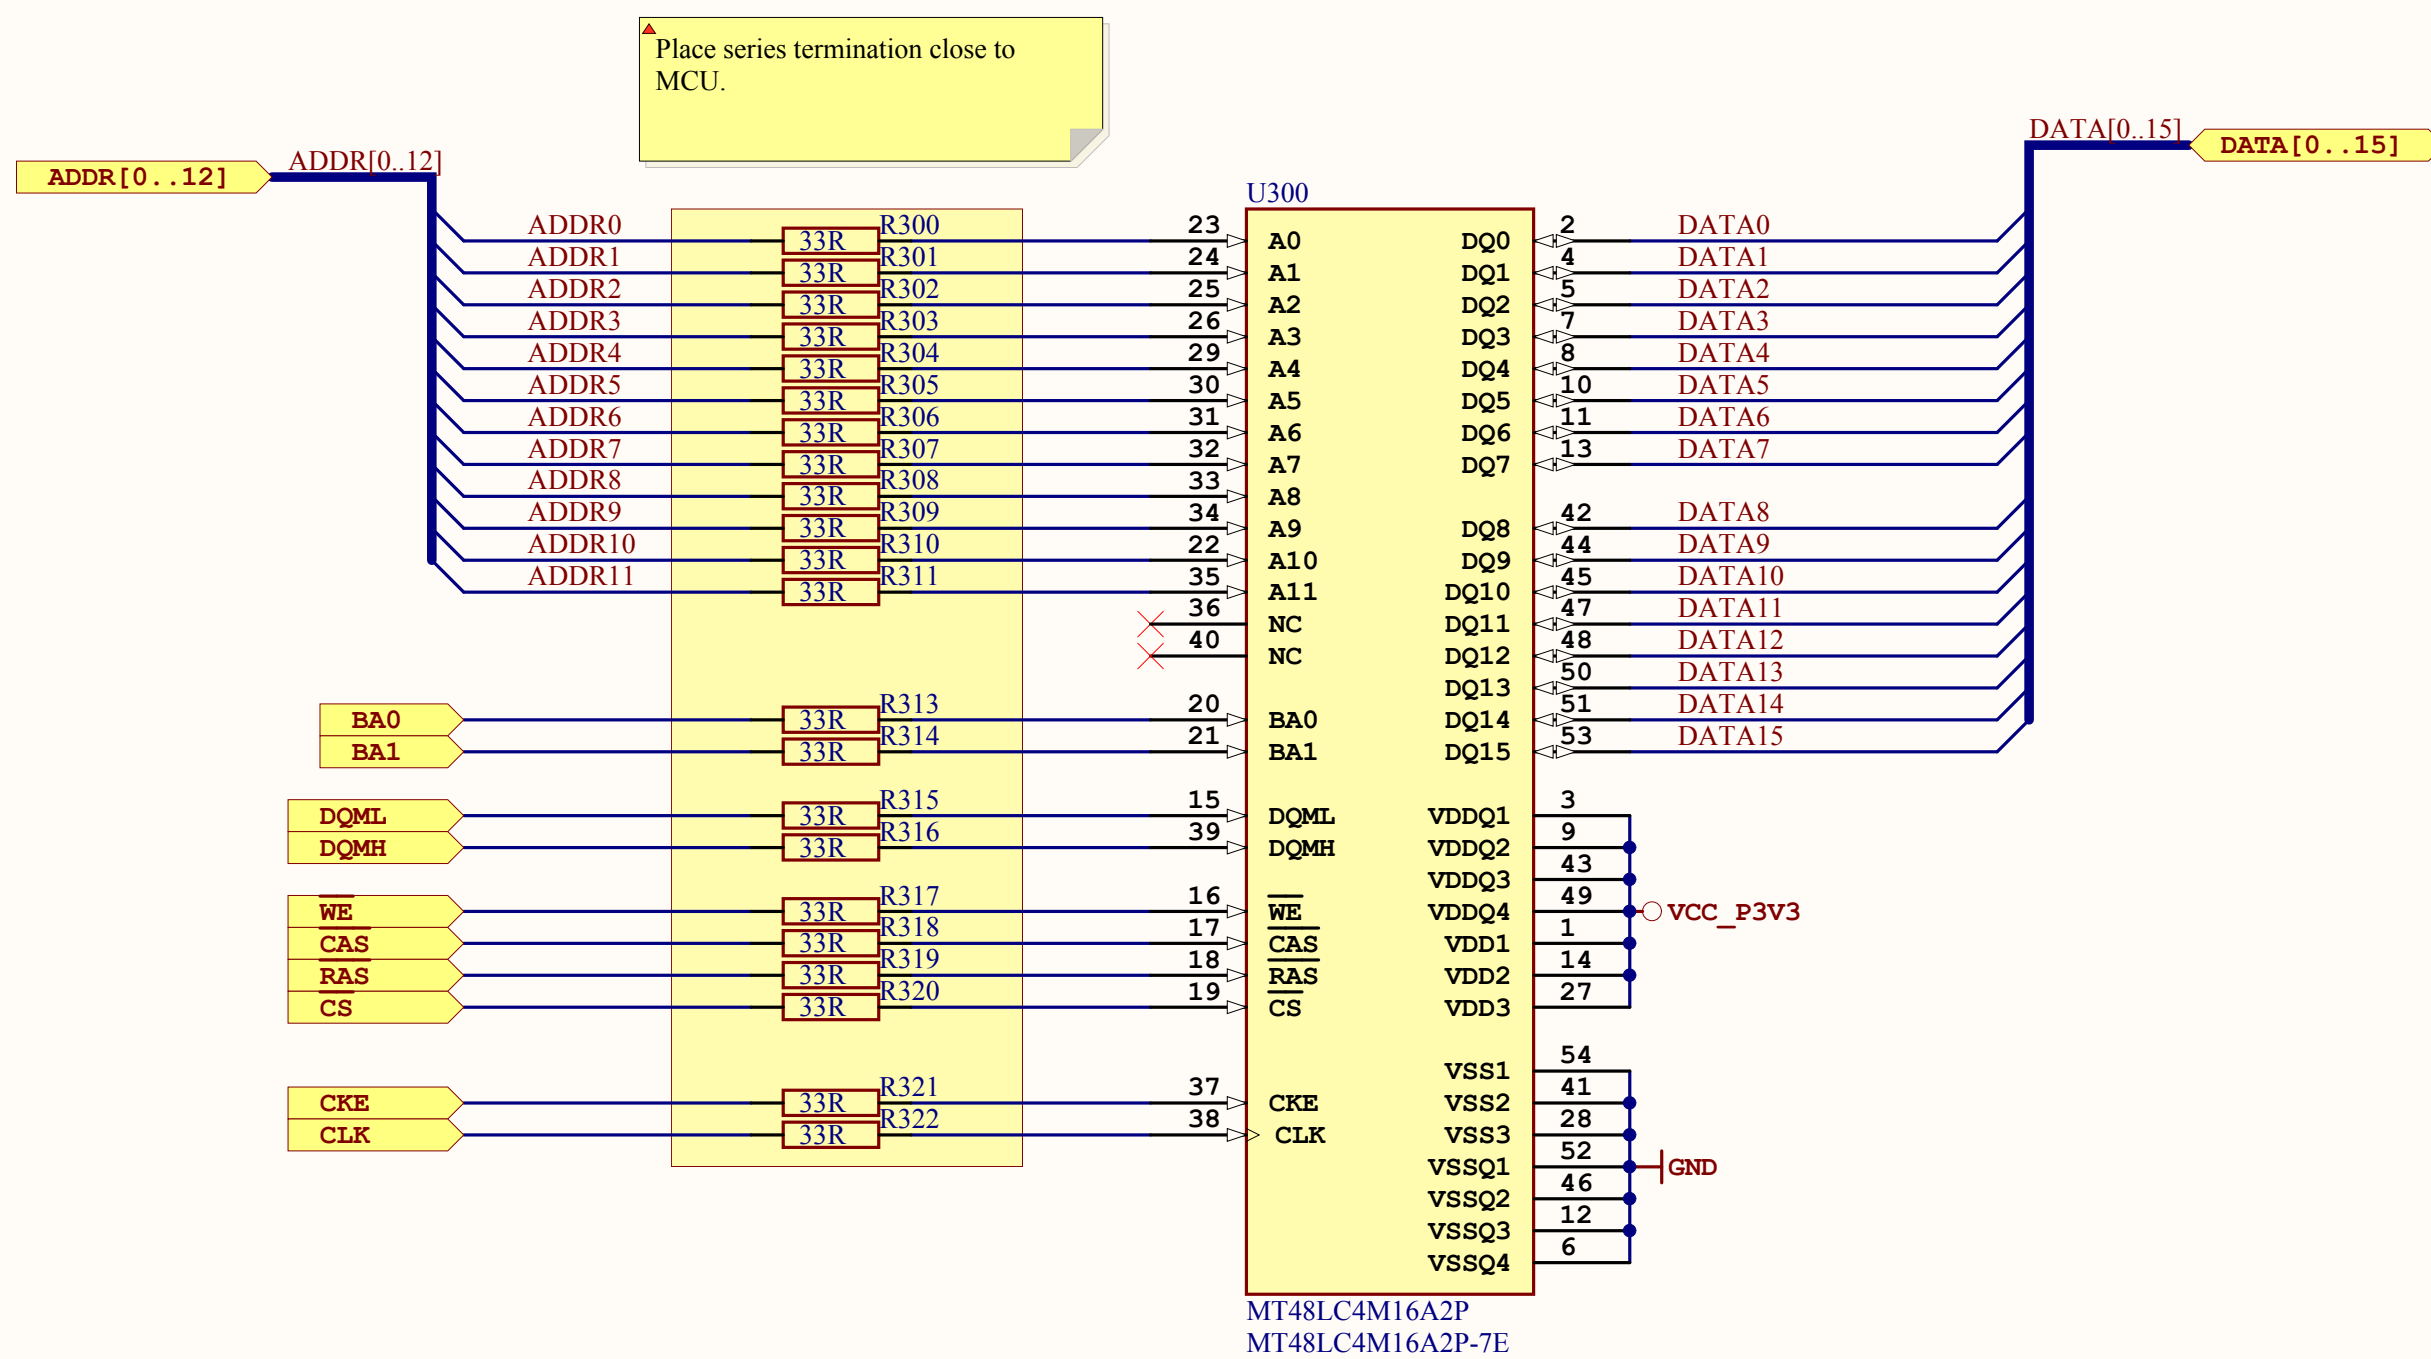 Place series termination close to
MCU.
ADDR[0..12] ADDR[0..12]
DATA[0..15] DATA[0..15]
U300
ADDR0 33R R300 23 A0 DQ0 2 DATA0
ADDR1 33R R301 24 A1 DQ1 4 DATA1
ADDR2 33R R302 25 A2 DQ2 5 DATA2
ADDR3 33R R303 26 A3 DQ3 7 DATA3
ADDR4 33R R304 29 A4 DQ4 8 DATA4
ADDR5 33R R305 30 A5 DQ5 10 DATA5
ADDR6 33R R306 31 A6 DQ6 11 DATA6
ADDR7 33R R307 32 A7 DQ7 13 DATA7
ADDR8 33R R308 33 A8
ADDR9 33R R309 34 A9 DQ8 42 DATA8
ADDR10 33R R310 22 A10 DQ9 44 DATA9
ADDR11 33R R311 35 A11 DQ10 45 DATA10
36 NC DQ11 47 DATA11
40 NC DQ12 48 DATA12
DQ13 50 DATA13
BA0 33R R313 20 BA0 DQ14 51 DATA14
BA1 33R R314 21 BA1 DQ15 53 DATA15
DQML 33R R315 15 DQML VDDQ1 3
DQMH 33R R316 39 DQMH VDDQ2 9
VDDQ3 43
WE 33R R317 16 WE VDDQ4 49 VCC_P3V3
CAS 33R R318 17 CAS VDD1 1
RAS 33R R319 18 RAS VDD2 14
CS 33R R320 19 CS VDD3 27
VSS1 54
CKE 33R R321 37 CKE VSS2 41
CLK 33R R322 38 CLK VSS3 28
VSSQ1 52 GND
VSSQ2 46
VSSQ3 12
VSSQ4 6
MT48LC4M16A2P
MT48LC4M16A2P-7E